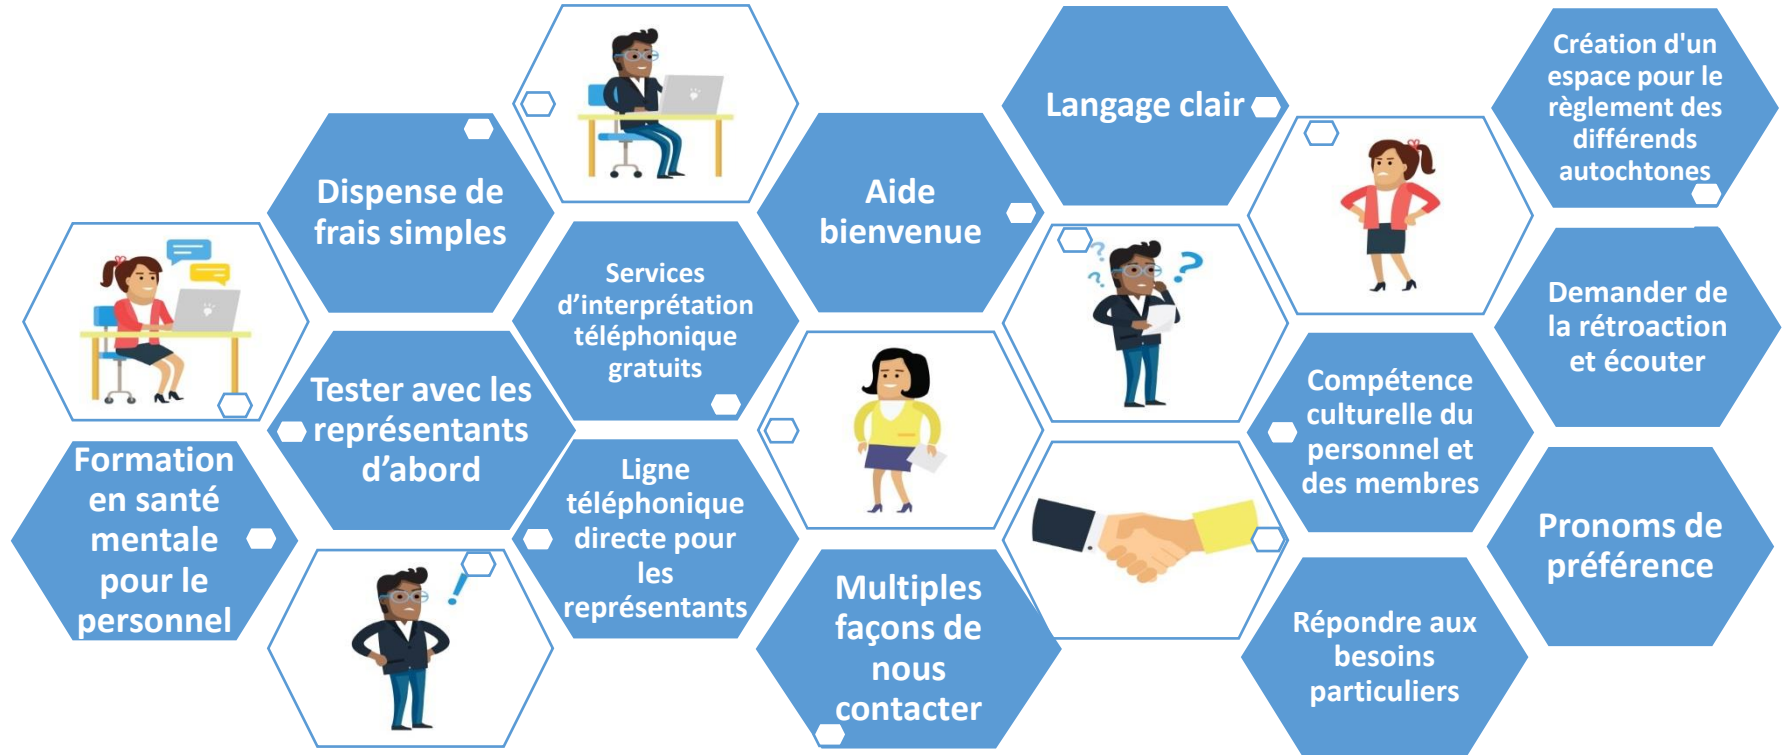 Formation
en santé
mentale
pour le
personnel
Dispense de
frais simples
Tester avec les
représentants
d’abord
Services
d’interprétation
téléphonique
gratuits
Ligne
téléphonique
directe pour
les
représentants
Aide
bienvenue
Multiples
façons de
nous
contacter
Langage clair
Compétence
culturelle du
personnel et
des membres
Répondre aux
besoins
particuliers
Création d'un
espace pour le
règlement des
différends
autochtones
Demander de
la rétroaction
et écouter
Pronoms de
préférence